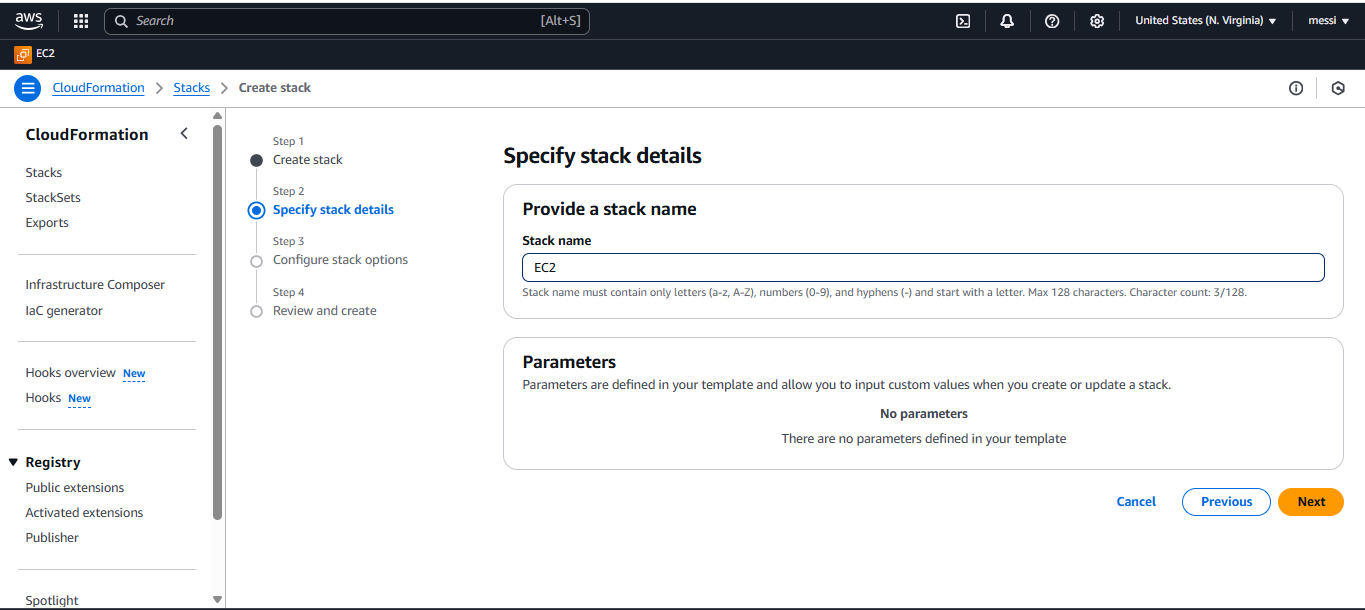 aws
Search
[Alt+S]
United States (N. Virginia)
messi
EC2
CloudFormation
Stacks
Create stack
CloudFormation
Stacks
StackSets
Exports
Infrastructure Composer
IaC generator
Hooks overview New
Hooks New
Registry
Public extensions
Activated extensions
Publisher
Spotlight
Step 1
Create stack
Step 2
Specify stack details
Step 3
Configure stack options
Step 4
Review and create
Specify stack details
Provide a stack name
Stack name
EC2
Stack name must contain only letters (a-z, A-Z), numbers (0-9), and hyphens (-) and start with a letter. Max 128 characters. Character count: 3/128.
Parameters
Parameters are defined in your template and allow you to input custom values when you create or update a stack.
No parameters
There are no parameters defined in your template
Cancel
Previous
Next